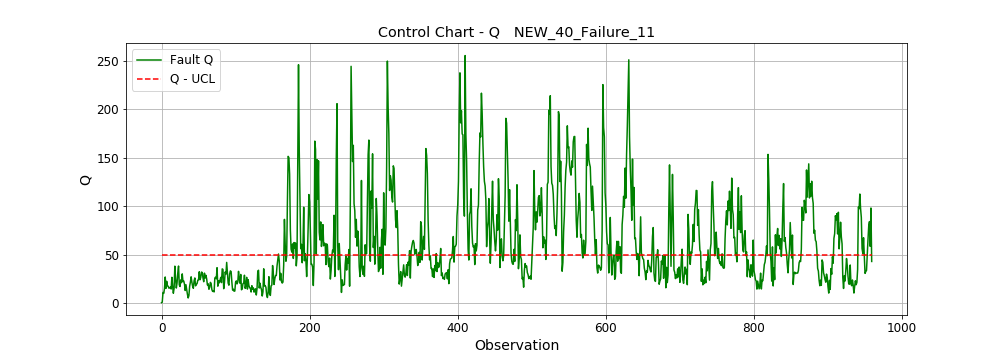 Control Chart - Q   NEW_40_Failure_11
Fault Q
Q - UCL
250
200
150
100
50
0
Q
0 200 400 600 800 1000
Observation